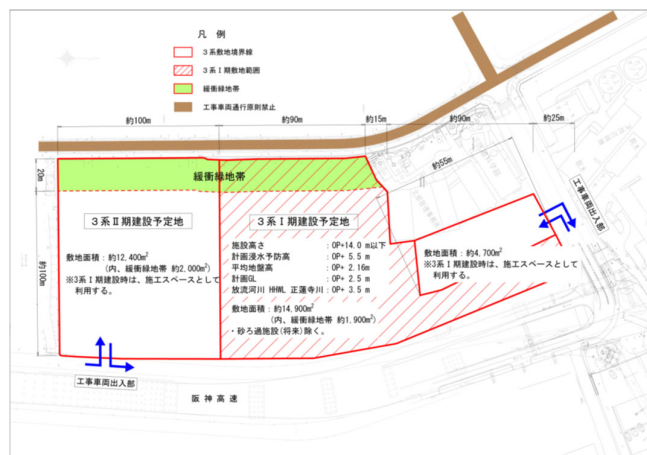 凡 例
3系敷地境界線
3系Ⅰ期敷地範囲
緩衝緑地帯
工事車両通行原則禁止
約100m
約90m
約15m
約90m
約25m
約55m
20m
約100m
緩衝緑地帯
3系Ⅱ期建設予定地
敷地面積：約12,400m²
（内、緩衝緑地帯 約2,000m²）
※3系Ⅰ期建設時は、施工スペースとして
利用する。
3系Ⅰ期建設予定地
施設高さ ：OP+14.0 m以下
計画浸水予防高 ：OP+ 5.5 m
平均地盤高 ：OP+ 2.16m
計画GL ：OP+ 2.5 m
放流河川 HHWL 正蓮寺川：OP+ 3.5 m
敷地面積：約14,900m²
（内、緩衝緑地帯 約1,900m²）
・砂ろ過施設(将来)除く。
敷地面積：約4,700m²
※3系Ⅰ期建設時は、施工スペースとして
利用する。
工事車両出入部
工事車両出入部
阪神高速